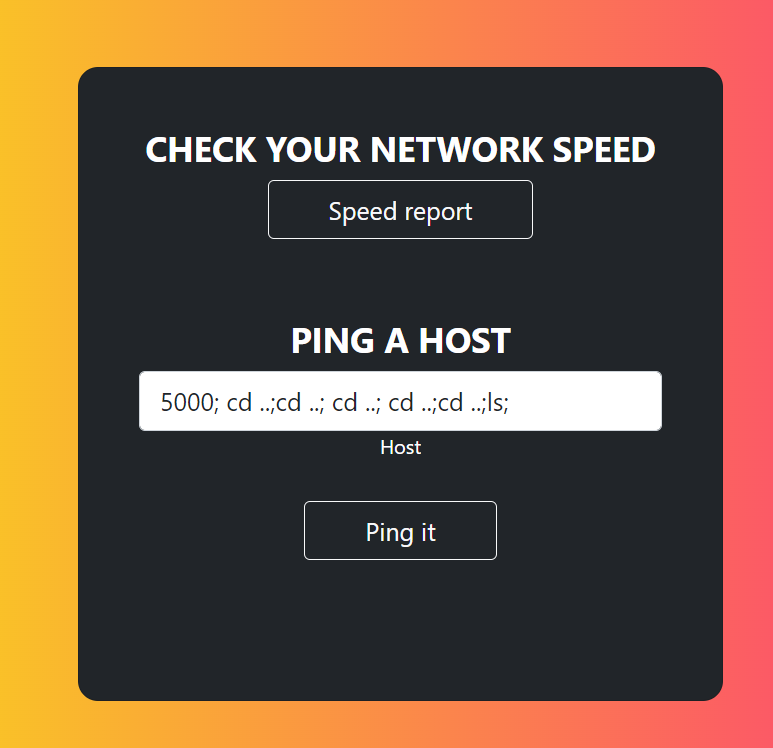 CHECK YOUR NETWORK SPEED
Speed report
PING A HOST
5000; cd ..;cd ..; cd ..; cd ..;cd ..;ls;
Host
Ping it